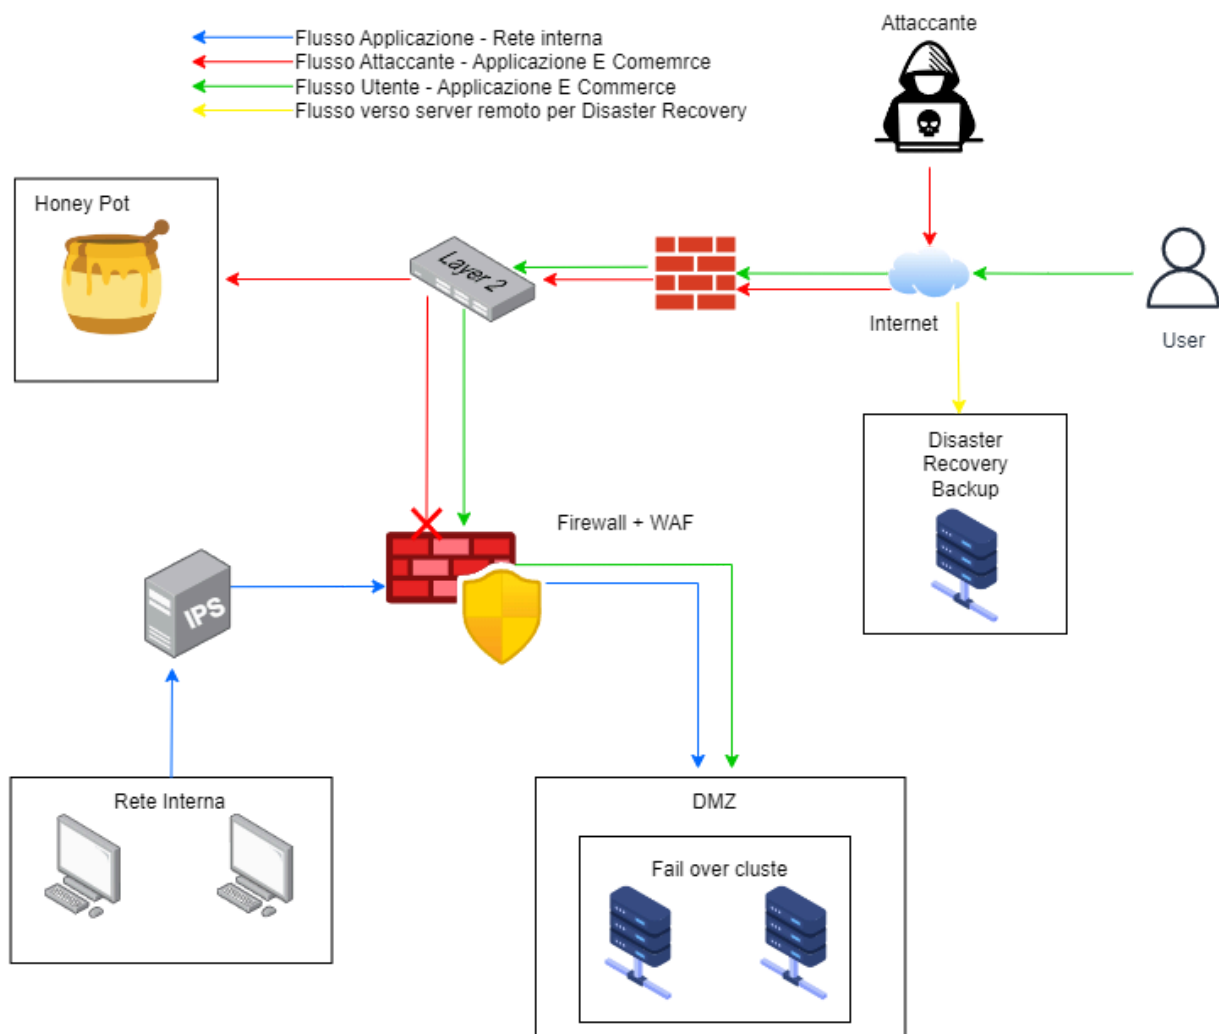 Attaccante
Flusso Applicazione - Rete interna
Flusso Attaccante - Applicazione E Comemrce
Flusso Utente - Applicazione E Commerce
Flusso verso server remoto per Disaster Recovery
Honey Pot
Layer 2
Internet
User
Disaster
Recovery
Backup
Firewall + WAF
IPS
Rete Interna
DMZ
Fail over cluste